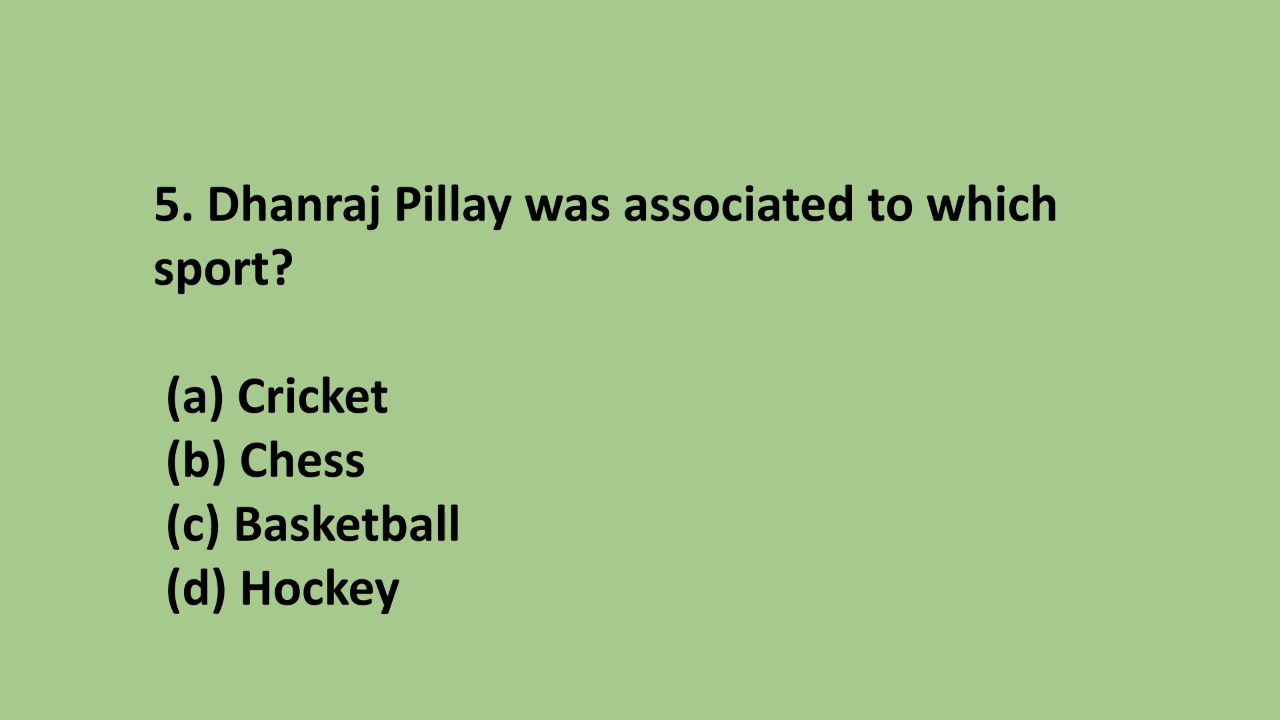 5. Dhanraj Pillay was associated to which
sport?
(a) Cricket
(b) Chess
(c) Basketball
(d) Hockey